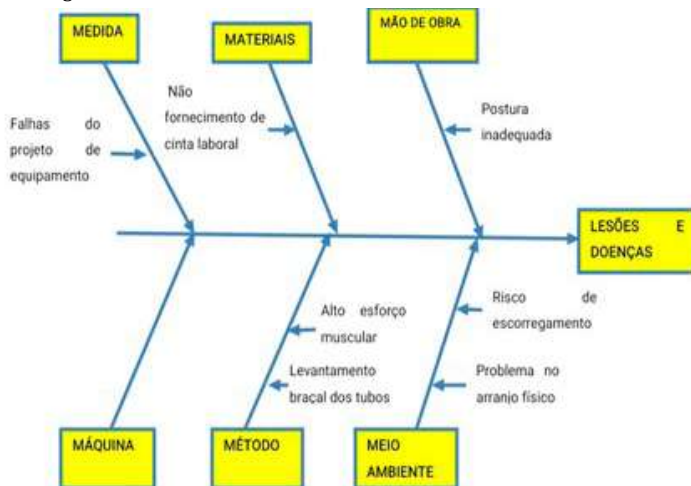 MEDIDA
MATERIAIS
MÃO DE OBRA
Falhas do
projeto de
equipamento
Não
fornecimento de
cinta laboral
Postura
inadequada
LESÕES E
DOENÇAS
Alto esforço
muscular
Levantamento
braçal dos tubos
Risco de
escorregamento
Problema no
arranjo físico
MÁQUINA
MÉTODO
MEIO
AMBIENTE